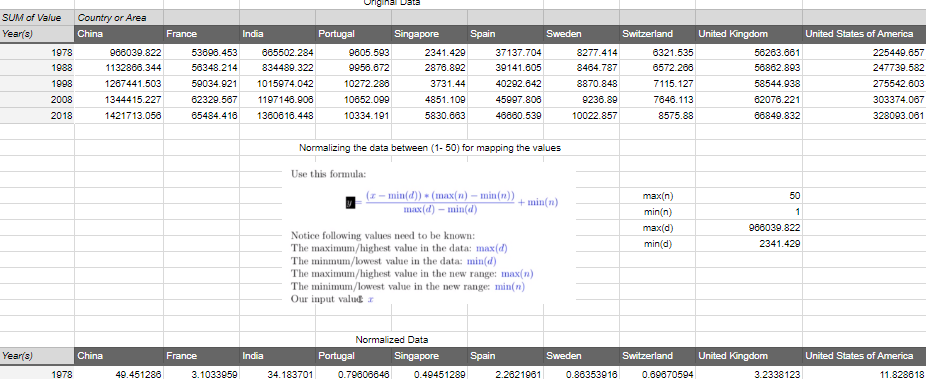 Original Data
SUM of Value Country or Area
Year(s) China France India Portugal Singapore Spain Sweden Switzerland United Kingdom United States of America
1978 966039.822 53696.453 665502.284 9605.593 2341.429 37137.704 8277.414 6321.535 56263.661 225449.657
1988 1132866.344 56348.214 834489.322 9956.672 2876.892 39141.605 8464.787 6572.266 56862.893 247739.582
1998 1267441.503 59034.921 1015974.042 10272.286 3731.44 40292.642 8870.848 7115.127 58544.938 275542.603
2008 1344415.227 62329.567 1197146.906 10652.099 4851.109 45997.806 9236.89 7646.113 62076.221 303374.067
2018 1421713.056 65484.416 1360616.448 10334.191 5830.663 46660.539 10022.857 8575.88 66849.832 328093.061
Normalizing the data between (1- 50) for mapping the values
Use this formula:
y = (x − min(d)) * (max(n) − min(n)) / max(d) − min(d) + min(n)
Notice following values need to be known:
The maximum/highest value in the data: max(d)
The minmum/lowest value in the data: min(d)
The maximum/highest value in the new range: max(n)
The minimum/lowest value in the new range: min(n)
Our input value: x
max(n) 50
min(n) 1
max(d) 966039.822
min(d) 2341.429
Normalized Data
Year(s) China France India Portugal Singapore Spain Sweden Switzerland United Kingdom United States of America
1978 49.451286 3.1033959 34.183701 0.79606646 0.49451289 2.2621961 0.86353916 0.69670594 3.2338123 11.828618